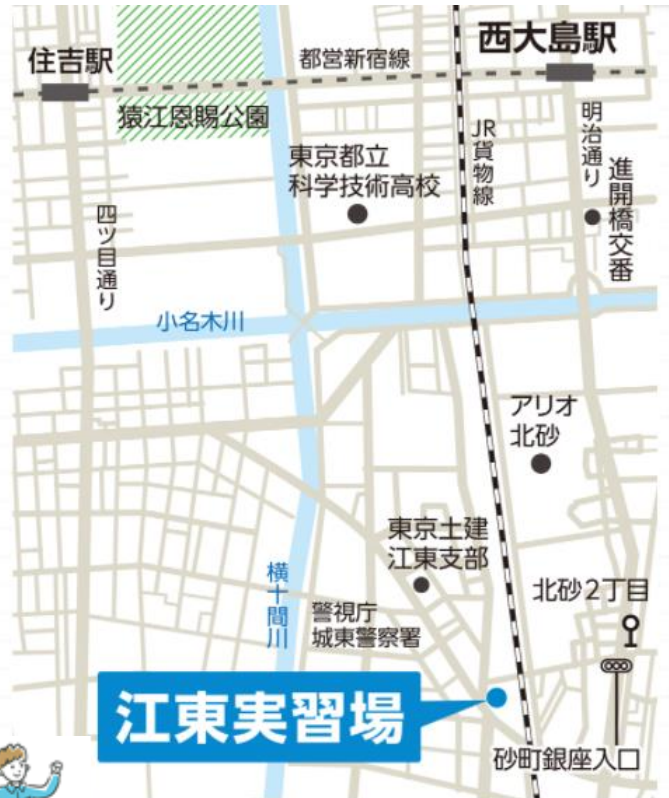 西大島駅
住吉駅
都営新宿線
猿江恩賜公園
東京都立
科学技術高校
JR貨物線
明治通り
進開橋交番
四ツ目通り
小名木川
アリオ
北砂
東京土建
江東支部
横十間川
警視庁
城東警察署
北砂2丁目
江東実習場
砂町銀座入口